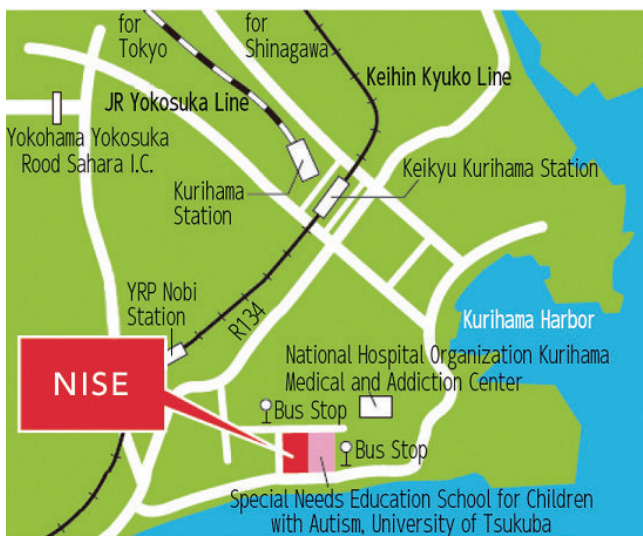 for
Tokyo
for
Shinagawa
Keihin Kyuko Line
JR Yokosuka Line
Yokohama Yokosuka
Rood Sahara I.C.
Kurihama
Station
Keikyu Kurihama Station
YRP Nobi
Station
R134
Kurihama Harbor
National Hospital Organization Kurihama
Medical and Addiction Center
NISE
Bus Stop
Bus Stop
Special Needs Education School for Children
with Autism, University of Tsukuba